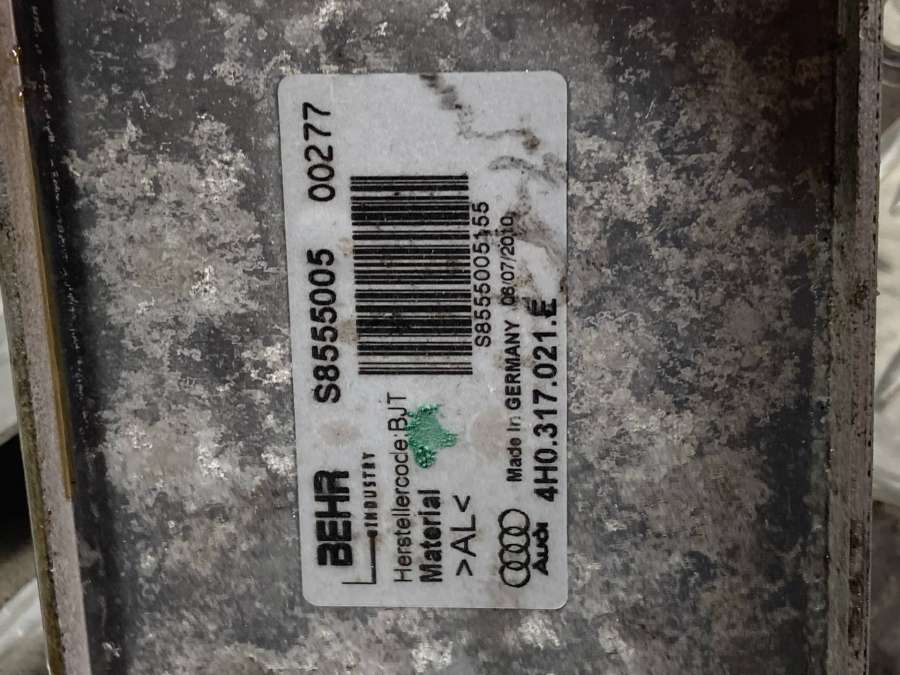 BEHR S8555005 00277
INDUSTRY
Herstellercode:BJT
Material
>AL<
S8555005155
Made In GERMANY 08/07/2010
Audi 4H0.317.021.E